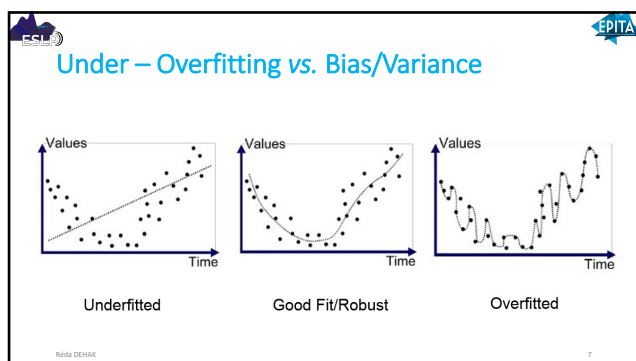 ESLP
EPITA
Under – Overfitting vs. Bias/Variance
Values
Time
Underfitted
Values
Time
Good Fit/Robust
Values
Time
Overfitted
Réda DEHAK
7